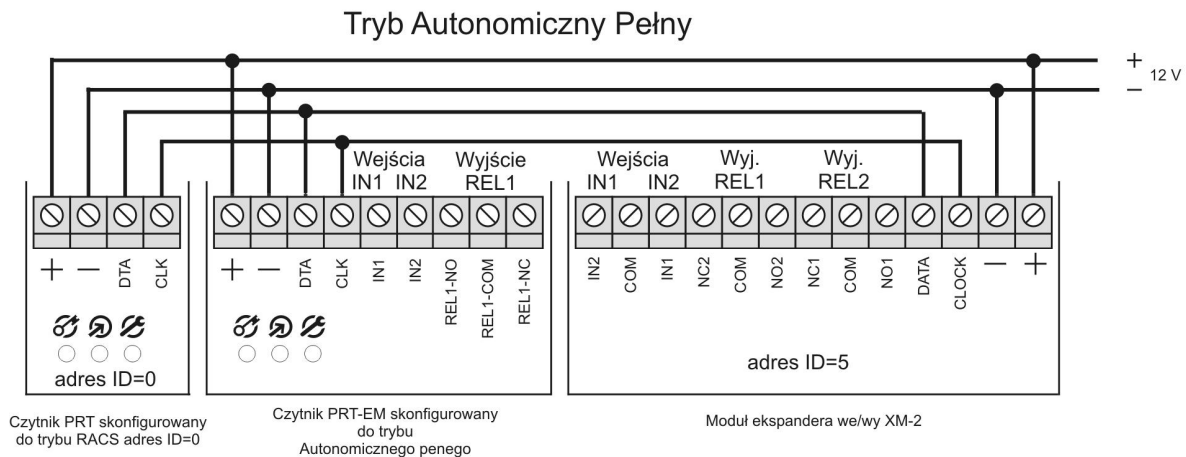 Tryb Autonomiczny Pełny
+
12 V
−
Wejścia
IN1 IN2
Wyjście
REL1
Wejścia
IN1 IN2
Wyj.
REL1
Wyj.
REL2
+ − DTA CLK
+ − DTA CLK IN1 IN2 REL1-NO REL1-COM REL1-NC
IN2 COM IN1 NC2 COM NO2 NC1 COM NO1 DATA CLOCK − +
adres ID=0
adres ID=5
Czytnik PRT skonfigurowany
do trybu RACS adres ID=0
Czytnik PRT-EM skonfigurowany
do trybu
Autonomicznego penego
Moduł ekspandera we/wy XM-2